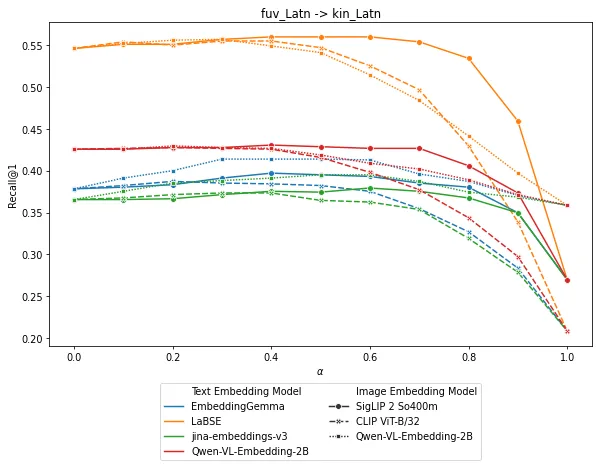 fuv_Latn -> kin_Latn
Recall@1
0.55
0.50
0.45
0.40
0.35
0.30
0.25
0.20
0.0 0.2 0.4 0.6 0.8 1.0
α
Text Embedding Model Image Embedding Model
EmbeddingGemma SigLIP 2 So400m
LaBSE CLIP ViT-B/32
jina-embeddings-v3 Qwen-VL-Embedding-2B
Qwen-VL-Embedding-2B